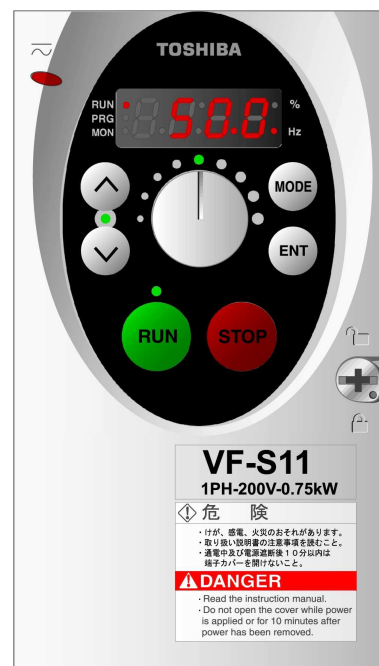 TOSHIBA
RUN
PRG
MON
50.0.
%
Hz
MODE
ENT
RUN
STOP
VF-S11
1PH-200V-0.75kW
危 険
・けが、感電、火災のおそれがあります。
・取り扱い説明書の注意事項を読むこと。
・通電中及び電源遮断後１０分以内は
端子カバーを開けないこと。
DANGER
· Read the instruction manual.
· Do not open the cover while power
is applied or for 10 minutes after
power has been removed.